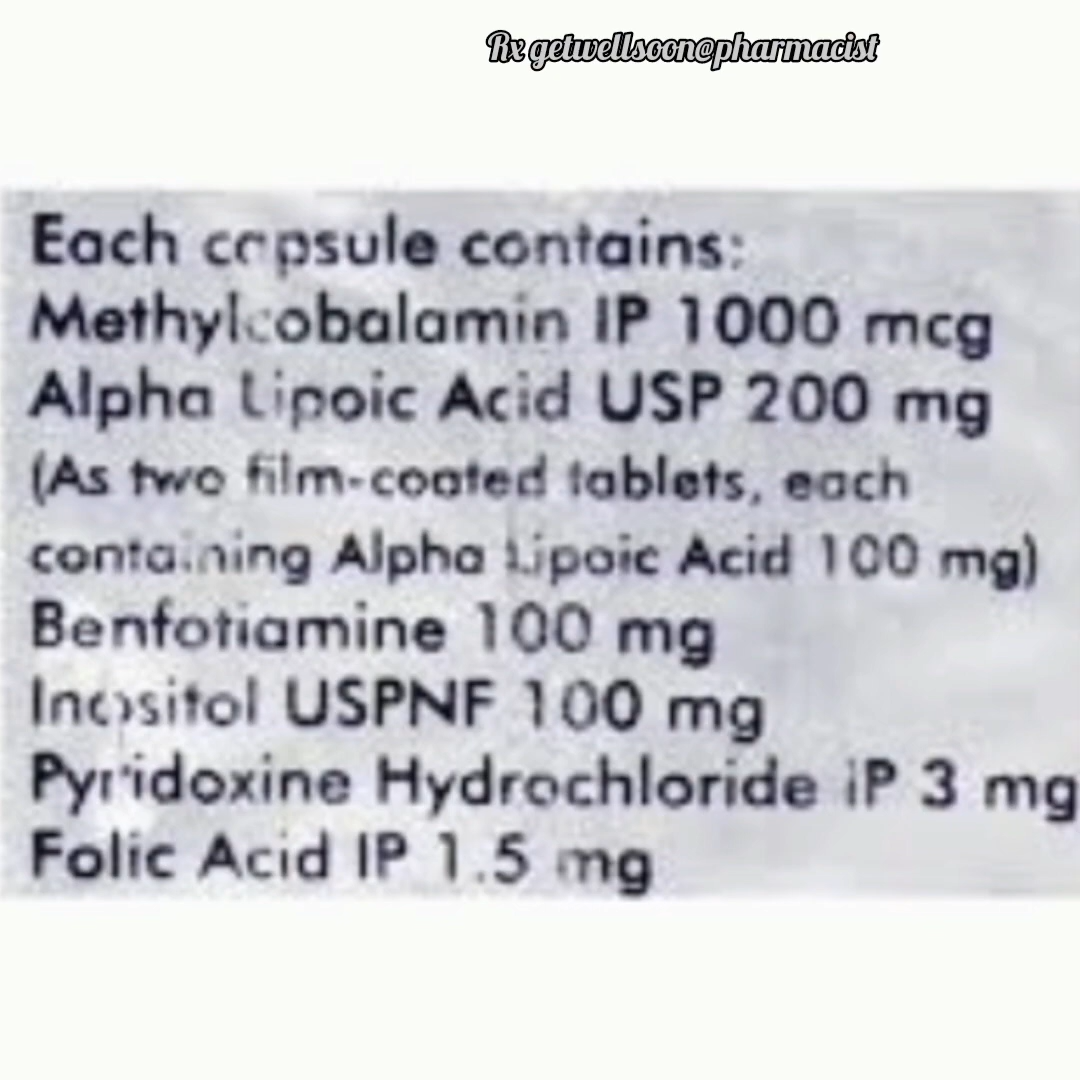 Rx getwellsoon@pharmacist
Each capsule contains:
Methylcobalamin IP 1000 mcg
Alpha Lipoic Acid USP 200 mg
(As two film-coated tablets, each
containing Alpha Lipoic Acid 100 mg)
Benfotiamine 100 mg
Inositol USPNF 100 mg
Pyridoxine Hydrochloride IP 3 mg
Folic Acid IP 1.5 mg